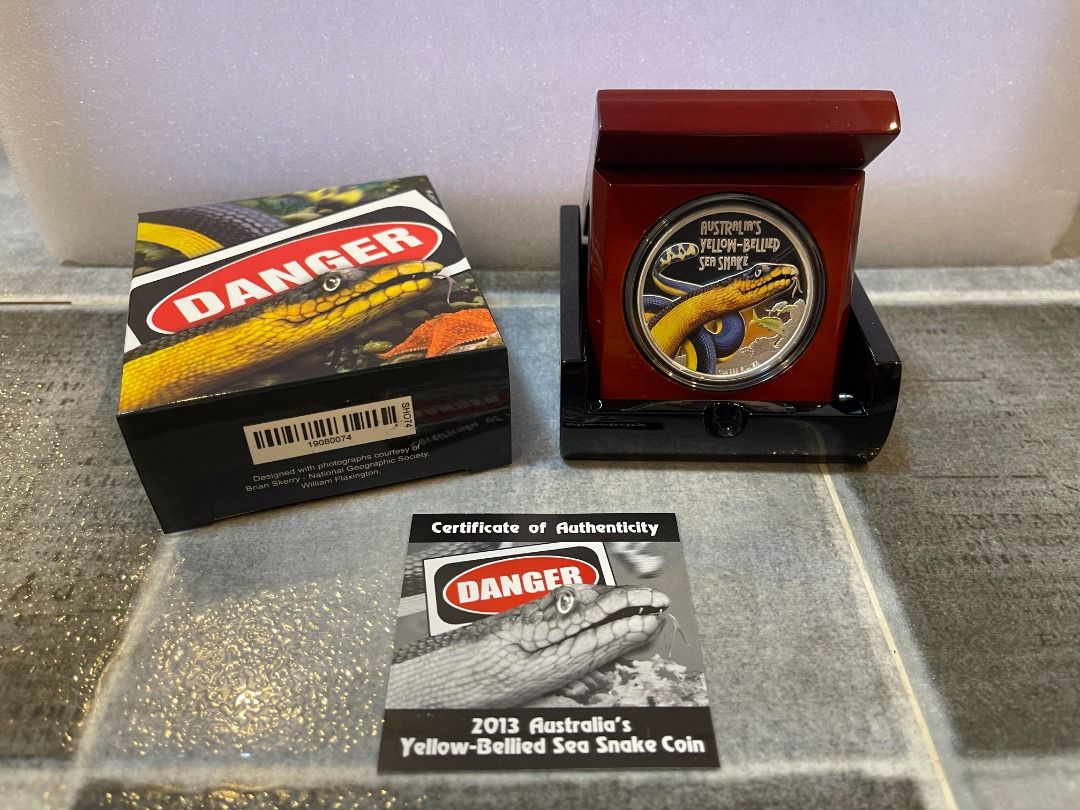 DANGER
SH074
19080074
Designed with photographs courtesy of
Brian Skerry - National Geographic Society,
William Flaxington.
AUSTRALIA'S
YELLOW-BELLIED
SEA SNAKE
Certificate of Authenticity
DANGER
2013 Australia's
Yellow-Bellied Sea Snake Coin